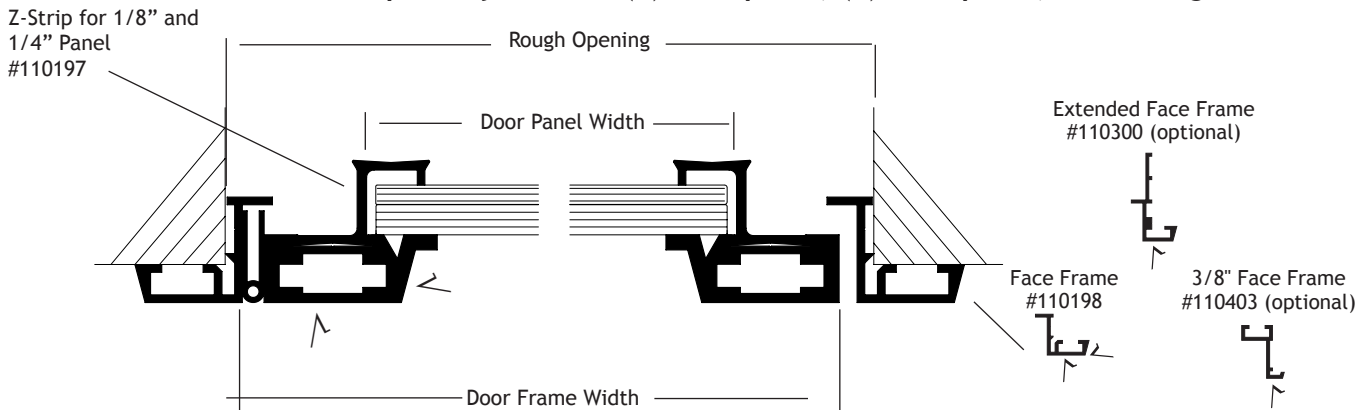 Z-Strip for 1/8” and
1/4” Panel
#110197
Rough Opening
Door Panel Width
Extended Face Frame
#110300 (optional)
Face Frame
#110198
3/8" Face Frame
#110403 (optional)
Door Frame Width